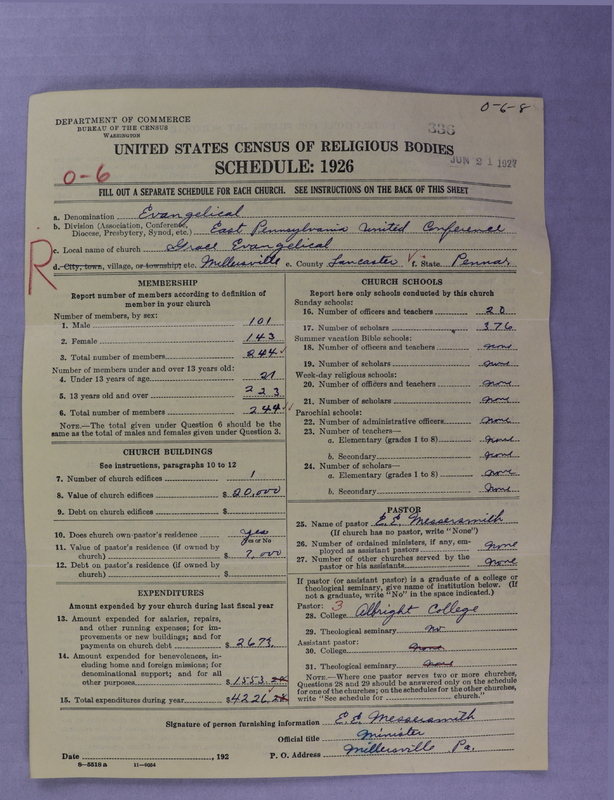 0-6-8
DEPARTMENT OF COMMERCE
BUREAU OF THE CENSUS
WASHINGTON
336
UNITED STATES CENSUS OF RELIGIOUS BODIES
JUN 21 1927
SCHEDULE: 1926
0-6
FILL OUT A SEPARATE SCHEDULE FOR EACH CHURCH. SEE INSTRUCTIONS ON THE BACK OF THIS SHEET
a. Denomination Evangelical
b. Division (Association, Conference, Diocese, Presbytery, Synod, etc.) East Pennsylvania United Conference
R
c. Local name of church Grace Evangelical
d. City, town, village, or township, etc. Millersville e. County Lancaster f. State Penna.
MEMBERSHIP
Report number of members according to definition of
member in your church
Number of members, by sex:
1. Male 101
2. Female 143
3. Total number of members 244
Number of members under and over 13 years old:
4. Under 13 years of age 21
5. 13 years old and over 223
6. Total number of members 244
NOTE.—The total given under Question 6 should be
same as the total of males and females given under Question 3.
CHURCH BUILDINGS
See instructions, paragraphs 10 to 12
7. Number of church edifices 1
8. Value of church edifices $ 20,000
9. Debt on church edifices $
10. Does church own pastor's residence yes
Yes or No
11. Value of pastor's residence (if owned by
church) $ 7,000
12. Debt on pastor's residence (if owned by
church) $
EXPENDITURES
Amount expended by your church during last fiscal year
13. Amount expended for salaries, repairs,
and other running expenses; for im-
provements or new buildings; and for
payments on church debt $ 2673.
14. Amount expended for benevolences, in-
cluding home and foreign missions; for
denominational support; and for all
other purposes $ 1553.
15. Total expenditures during year $ 4226.
CHURCH SCHOOLS
Report here only schools conducted by this church
Sunday schools:
16. Number of officers and teachers 20
17. Number of scholars 376
Summer vacation Bible schools:
18. Number of officers and teachers none
19. Number of scholars none
Week-day religious schools:
20. Number of officers and teachers none
21. Number of scholars none
Parochial schools:
22. Number of administrative officers none
23. Number of teachers—
a. Elementary (grades 1 to 8) none
b. Secondary none
24. Number of scholars—
a. Elementary (grades 1 to 8) none
b. Secondary none
PASTOR
25. Name of pastor E. E. Messersmith
(If church has no pastor, write "None")
26. Number of ordained ministers, if any, em-
ployed as assistant pastors none
27. Number of other churches served by the
pastor or his assistants none
If pastor (or assistant pastor) is a graduate of a college or
theological seminary, give name of institution below. (If
not a graduate, write "No" in the space indicated.)
Pastor: 3
28. College Albright College
29. Theological seminary No
Assistant pastor:
30. College none
31. Theological seminary none
NOTE.—Where one pastor serves two or more churches,
Questions 28 and 29 should be answered only on the schedule
for one of the churches; on the schedules for the other churches,
write "See schedule for church."
Signature of person furnishing information E. E. Messersmith
Official title Minister
Date , 192 P. O. Address Millersville Pa.
8—5518 a 11—9024